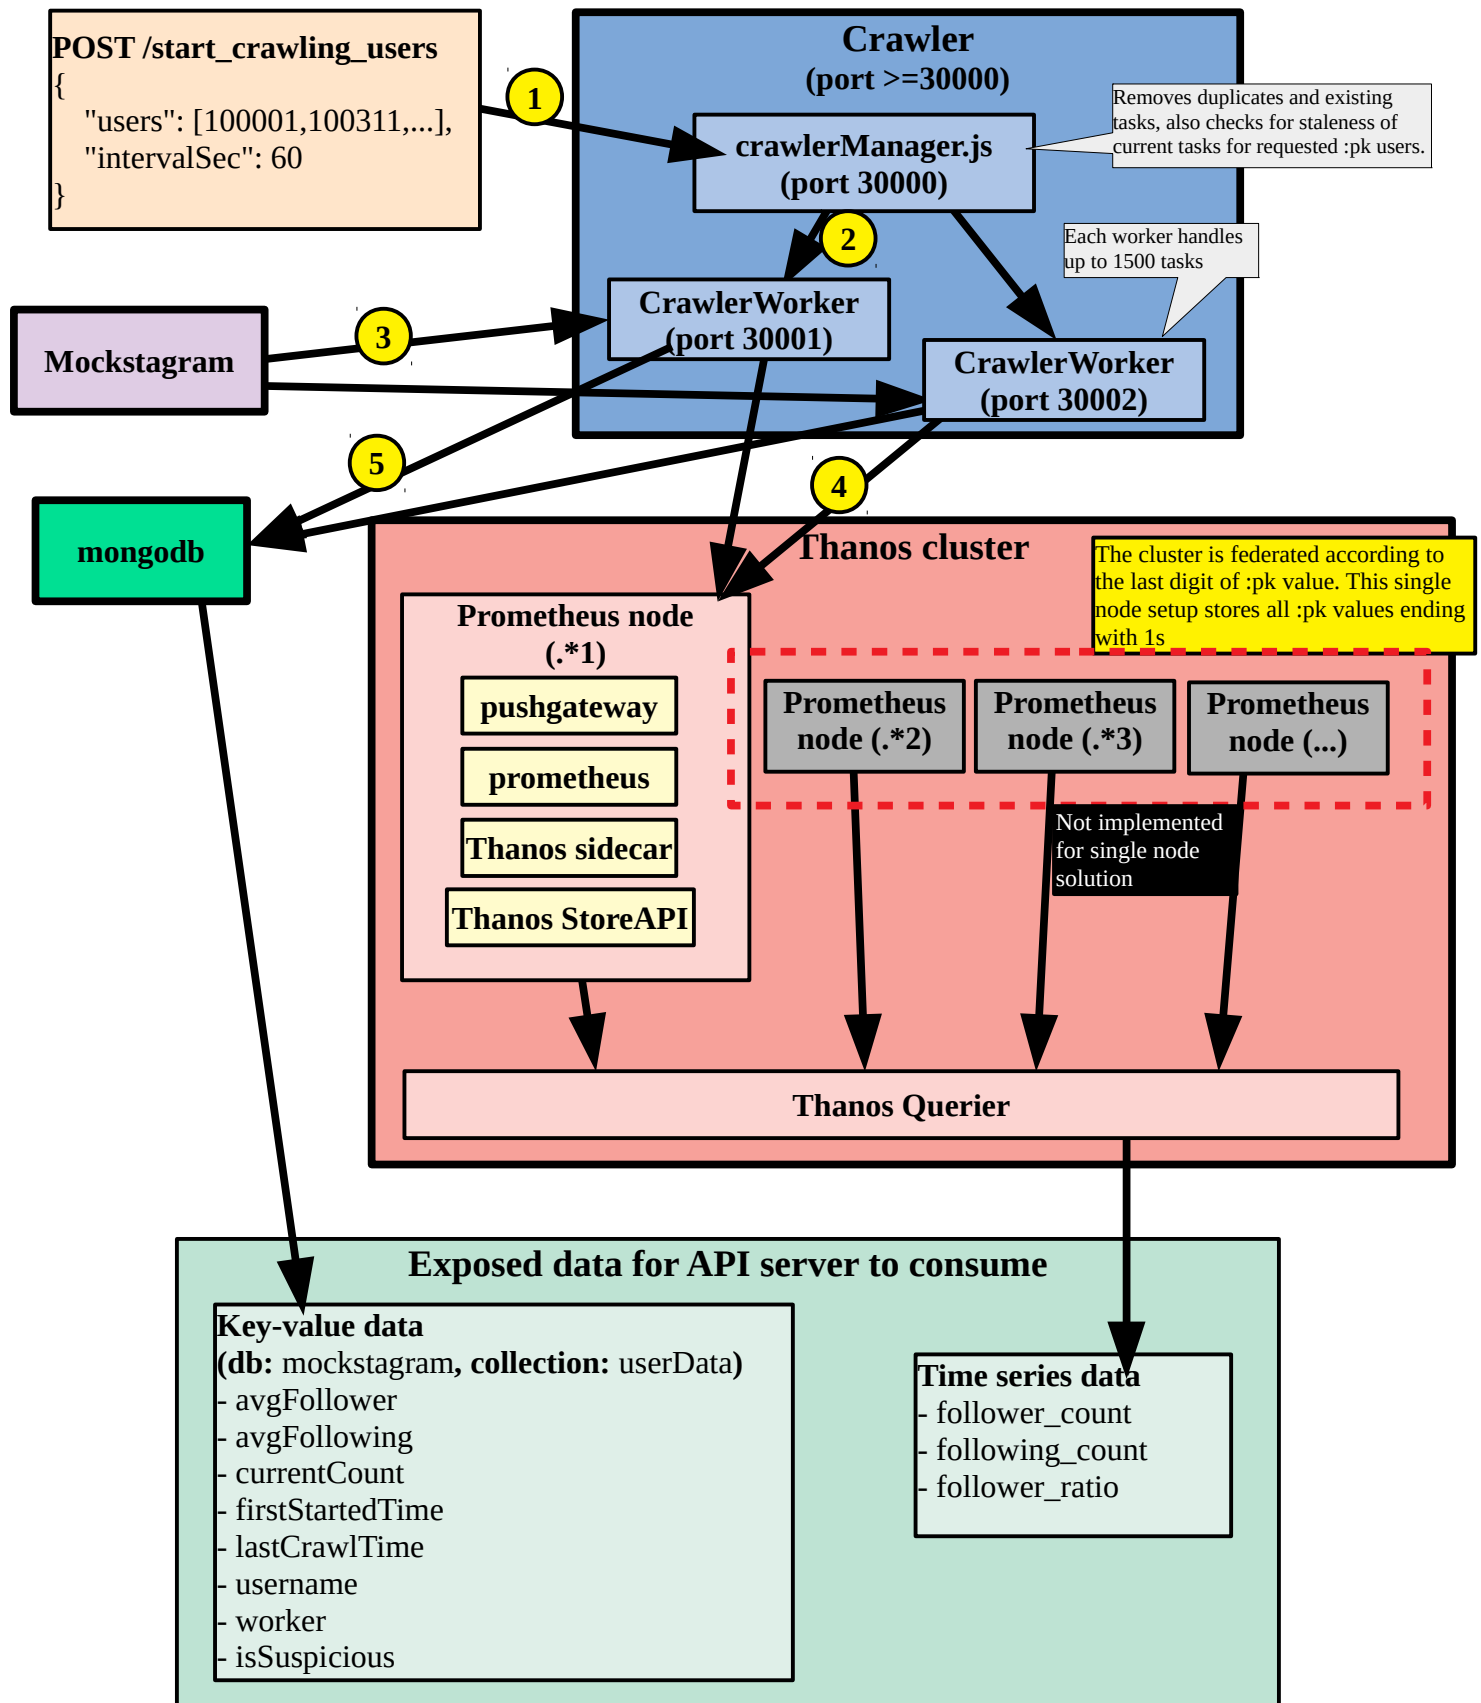 POST /start_crawling_users
{
"users": [100001,100311,...],
"intervalSec": 60
}
1
Crawler
(port >=30000)
crawlerManager.js
(port 30000)
Removes duplicates and existing
tasks, also checks for staleness of
current tasks for requested :pk users.
2
Each worker handles
up to 1500 tasks
CrawlerWorker
(port 30001)
3
Mockstagram
CrawlerWorker
(port 30002)
5
4
mongodb
Thanos cluster
The cluster is federated according to
the last digit of :pk value. This single
node setup stores all :pk values ending
with 1s
Prometheus node
(.*1)
pushgateway
prometheus
Thanos sidecar
Thanos StoreAPI
Prometheus
node (.*2)
Prometheus
node (.*3)
Prometheus
node (...)
Not implemented
for single node
solution
Thanos Querier
Exposed data for API server to consume
Key-value data
(db: mockstagram, collection: userData)
- avgFollower
- avgFollowing
- currentCount
- firstStartedTime
- lastCrawlTime
- username
- worker
- isSuspicious
Time series data
- follower_count
- following_count
- follower_ratio